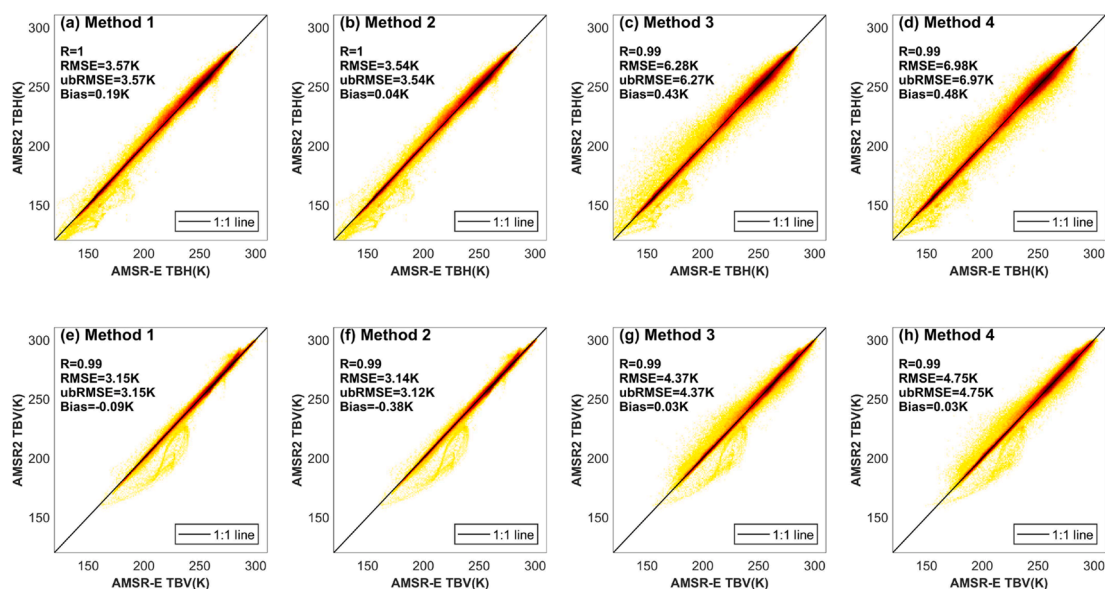 (a) Method 1
R=1
RMSE=3.57K
ubRMSE=3.57K
Bias=0.19K
300
250
200
150
AMSR2 TBH(K)
1:1 line
150 200 250 300
AMSR-E TBH(K)
(b) Method 2
R=1
RMSE=3.54K
ubRMSE=3.54K
Bias=0.04K
300
250
200
150
AMSR2 TBH(K)
1:1 line
150 200 250 300
AMSR-E TBH(K)
(c) Method 3
R=0.99
RMSE=6.28K
ubRMSE=6.27K
Bias=0.43K
300
250
200
150
AMSR2 TBH(K)
1:1 line
150 200 250 300
AMSR-E TBH(K)
(d) Method 4
R=0.99
RMSE=6.98K
ubRMSE=6.97K
Bias=0.48K
300
250
200
150
AMSR2 TBH(K)
1:1 line
150 200 250 300
AMSR-E TBH(K)
(e) Method 1
R=0.99
RMSE=3.15K
ubRMSE=3.15K
Bias=-0.09K
300
250
200
150
AMSR2 TBV(K)
1:1 line
150 200 250 300
AMSR-E TBV(K)
(f) Method 2
R=0.99
RMSE=3.14K
ubRMSE=3.12K
Bias=-0.38K
300
250
200
150
AMSR2 TBV(K)
1:1 line
150 200 250 300
AMSR-E TBV(K)
(g) Method 3
R=0.99
RMSE=4.37K
ubRMSE=4.37K
Bias=0.03K
300
250
200
150
AMSR2 TBV(K)
1:1 line
150 200 250 300
AMSR-E TBV(K)
(h) Method 4
R=0.99
RMSE=4.75K
ubRMSE=4.75K
Bias=0.03K
300
250
200
150
AMSR2 TBV(K)
1:1 line
150 200 250 300
AMSR-E TBV(K)